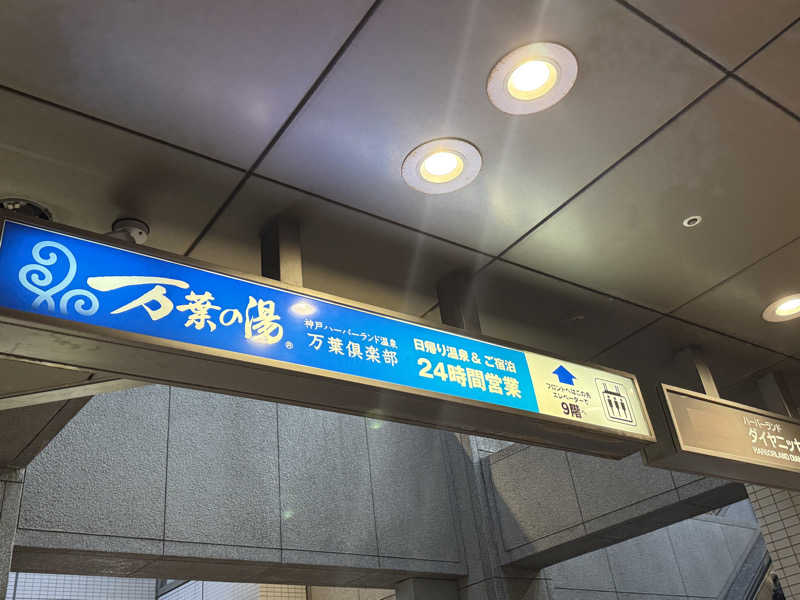 万葉の湯®
神戸ハーバーランド温泉
万葉倶楽部
日帰り温泉 & ご宿泊
24時間営業
フロントへはこの先
エレベーターで
9階
ハーバーランド
ダイヤニッセ
HARBORLAND